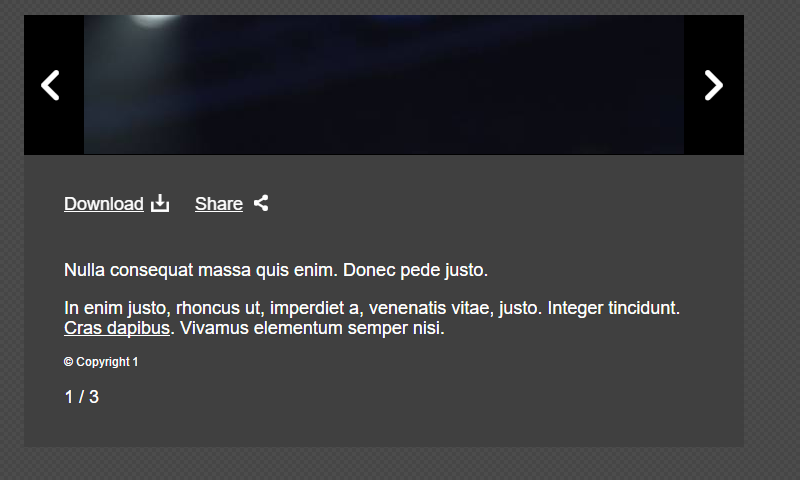 Download Share
Nulla consequat massa quis enim. Donec pede justo.
In enim justo, rhoncus ut, imperdiet a, venenatis vitae, justo. Integer tincidunt.
Cras dapibus. Vivamus elementum semper nisi.
© Copyright 1
1 / 3